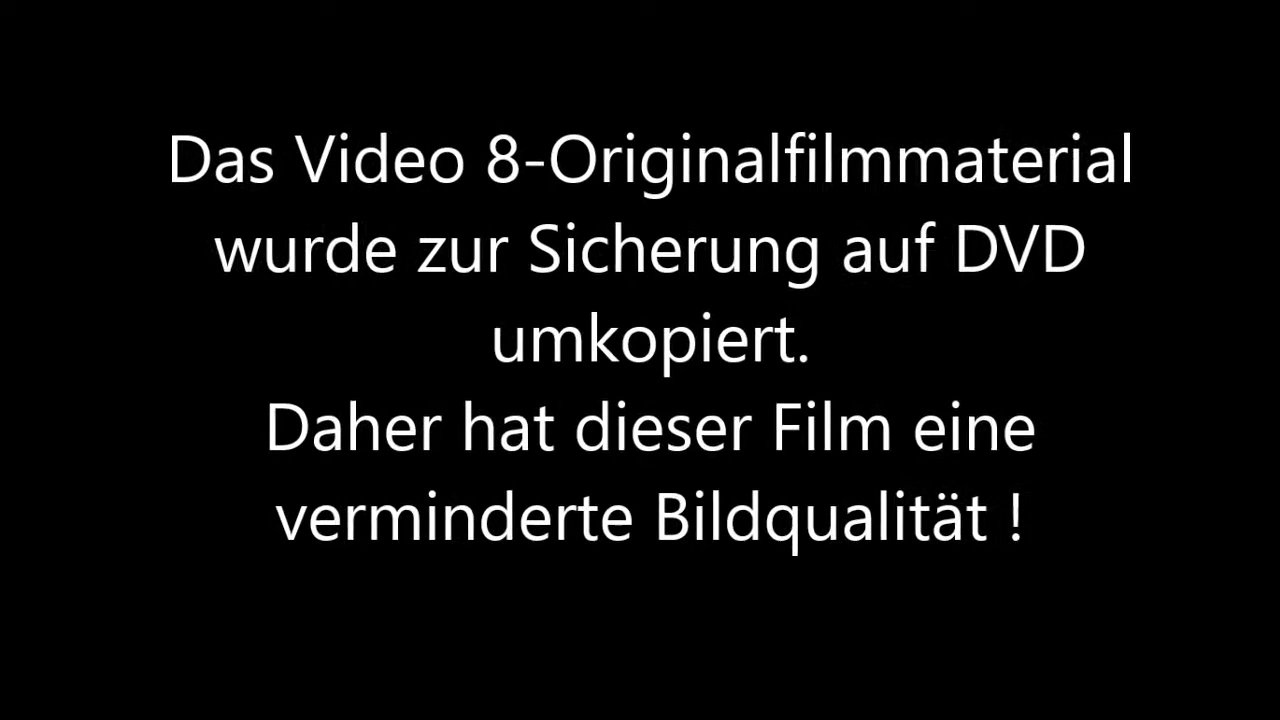 Das Video 8-Originalfilmmaterial
wurde zur Sicherung auf DVD
umkopiert.
Daher hat dieser Film eine
verminderte Bildqualität !